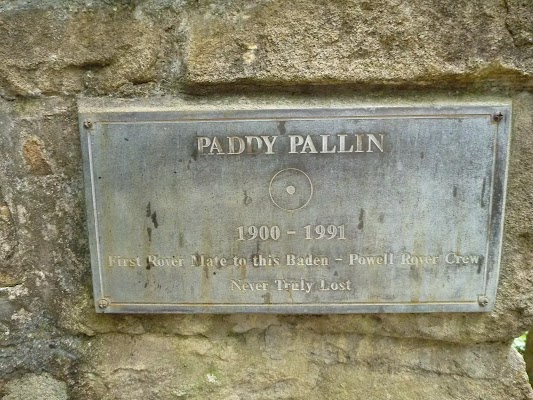 PADDY PALLIN
1900 - 1991
First Rover Mate to this Baden - Powell Rover Crew
Never Truly Lost